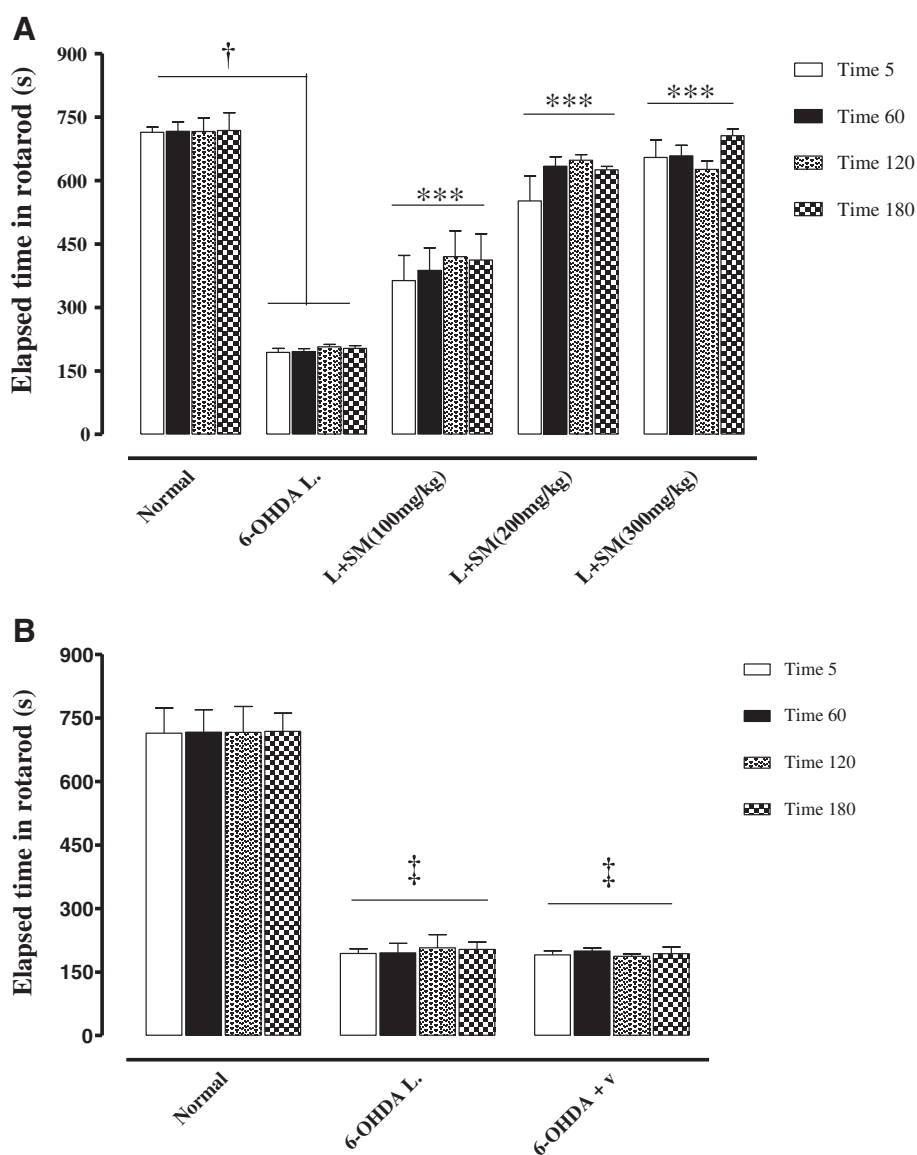 A
Elapsed time in rotarod (s)
900
750
600
450
300
150
0
†
***
***
***
Time 5
Time 60
Time 120
Time 180
Normal
6-OHDA L.
L+SM(100mg/kg)
L+SM(200mg/kg)
L+SM(300mg/kg)
B
Elapsed time in rotarod (s)
900
750
600
450
300
150
0
‡
‡
Time 5
Time 60
Time 120
Time 180
Normal
6-OHDA L.
6-OHDA + v